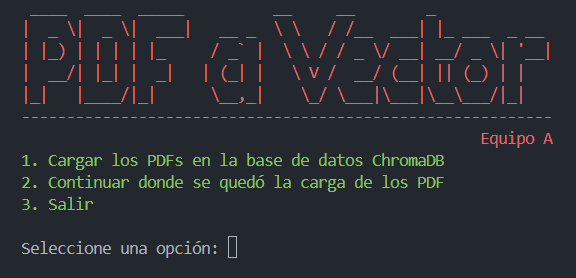 PDF a Vector
Equipo A
1. Cargar los PDFs en la base de datos ChromaDB
2. Continuar donde se quedó la carga de los PDF
3. Salir
Seleccione una opción: